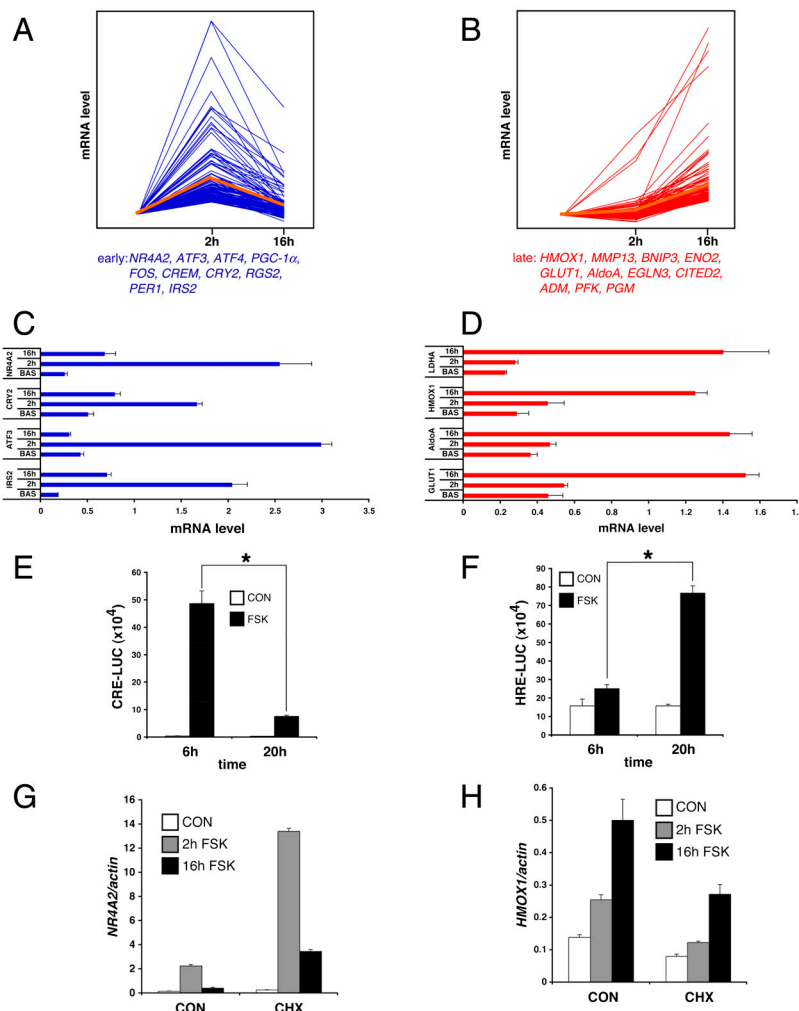 A
mRNA level
2h
16h
early: NR4A2, ATF3, ATF4, PGC-1α,
FOS, CREM, CRY2, RGS2,
PER1, IRS2
B
mRNA level
2h
16h
late: HMOX1, MMP13, BNIP3, ENO2,
GLUT1, AldoA, EGLN3, CITED2,
ADM, PFK, PGM
C
NR4A2
16h
2h
BAS
CRY2
16h
2h
BAS
ATF3
16h
2h
BAS
IRS2
16h
2h
BAS
0 0.5 1 1.5 2 2.5 3 3.5
mRNA level
D
LDHA
16h
2
BAS
HMOX1
16h
2
BAS
AldoA
16h
2
BAS
GLUT1
16h
2
BAS
0 0.2 0.4 0.6 0.8 1 1.2 1.4 1.6 1.8
mRNA level
E
CRE-LUC (x10⁴)
60
50
40
30
20
10
0
*
CON
FSK
6h 20h
time
F
HRE-LUC (x10⁴)
90
80
70
60
50
40
30
20
10
0
*
CON
FSK
6h 20h
time
G
NR4A2/actin
16
14
12
10
8
6
4
2
0
CON
2h FSK
16h FSK
CON CHX
H
HMOX1/actin
0.6
0.5
0.4
0.3
0.2
0.1
0
CON
2h FSK
16h FSK
CON CHX